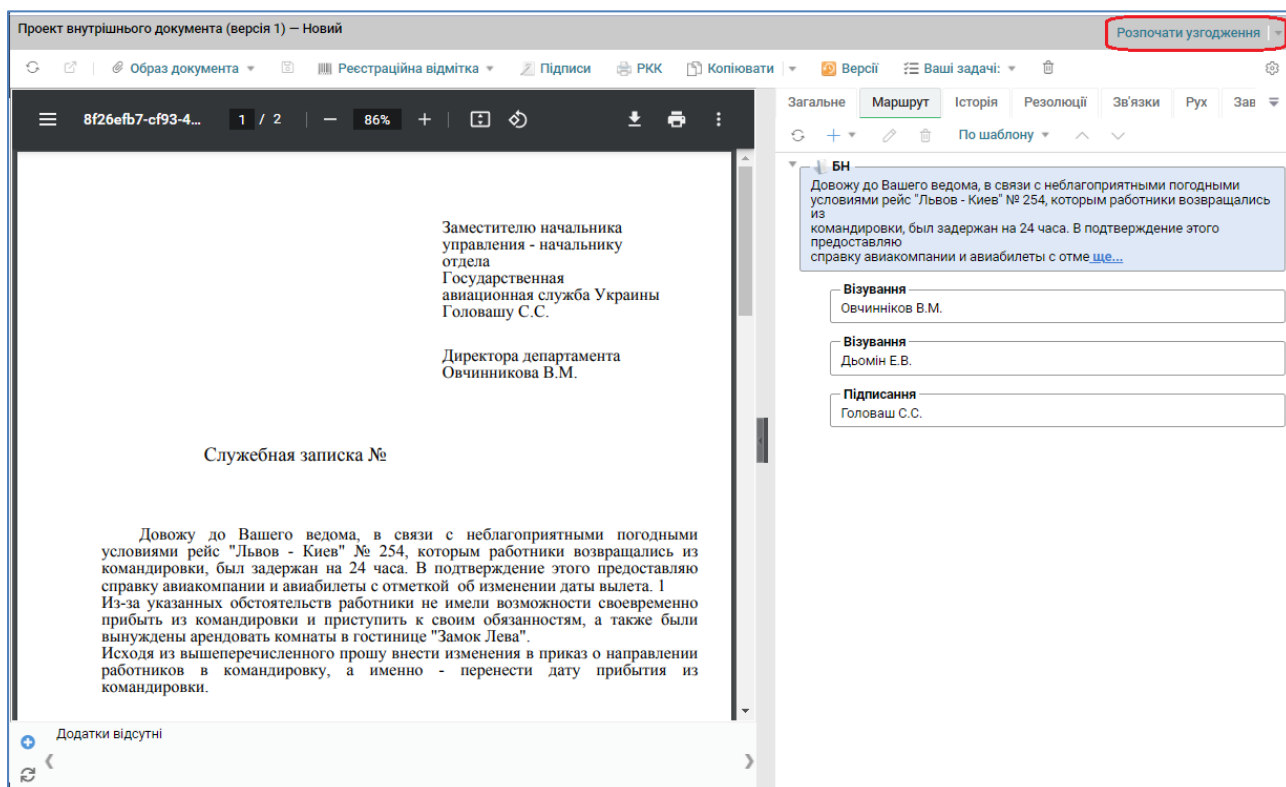 Проект внутрішнього документа (версія 1) — Новий
Розпочати узгодження
Образ документа
Реєстраційна відмітка
Підписи
РКК
Копіювати
Версії
Ваші задачі:
8f26efb7-cf93-4...
1 / 2
86%
Заместителю начальника
управления - начальнику
отдела
Государственная
авиационная служба Украины
Головашу С.С.
Директора департамента
Овчинникова В.М.
Служебная записка №
Довожу до Вашего ведома, в связи с неблагоприятными погодными
условиями рейс "Львов - Киев" № 254, которым работники возвращались из
командировки, был задержан на 24 часа. В подтверждение этого предоставляю
справку авиакомпании и авиабилеты с отметкой об изменении даты вылета. 1
Из-за указанных обстоятельств работники не имели возможности своевременно
прибыть из командировки и приступить к своим обязанностям, а также были
вынуждены арендовать комнаты в гостинице "Замок Лева".
Исходя из вышеперечисленного прошу внести изменения в приказ о направлении
работников в командировку, а именно - перенести дату прибытия из
командировки.
Додатки відсутні
Загальне
Маршрут
Історія
Резолюції
Зв'язки
Рух
Зав
По шаблону
БН
Довожу до Вашего ведома, в связи с неблагоприятными погодными
условиями рейс "Львов - Киев" № 254, которым работники возвращались
из
командировки, был задержан на 24 часа. В подтверждение этого
предоставляю
справку авиакомпании и авиабилеты с отме ще...
Візування
Овчинніков В.М.
Візування
Дьомін Е.В.
Підписання
Головаш С.С.